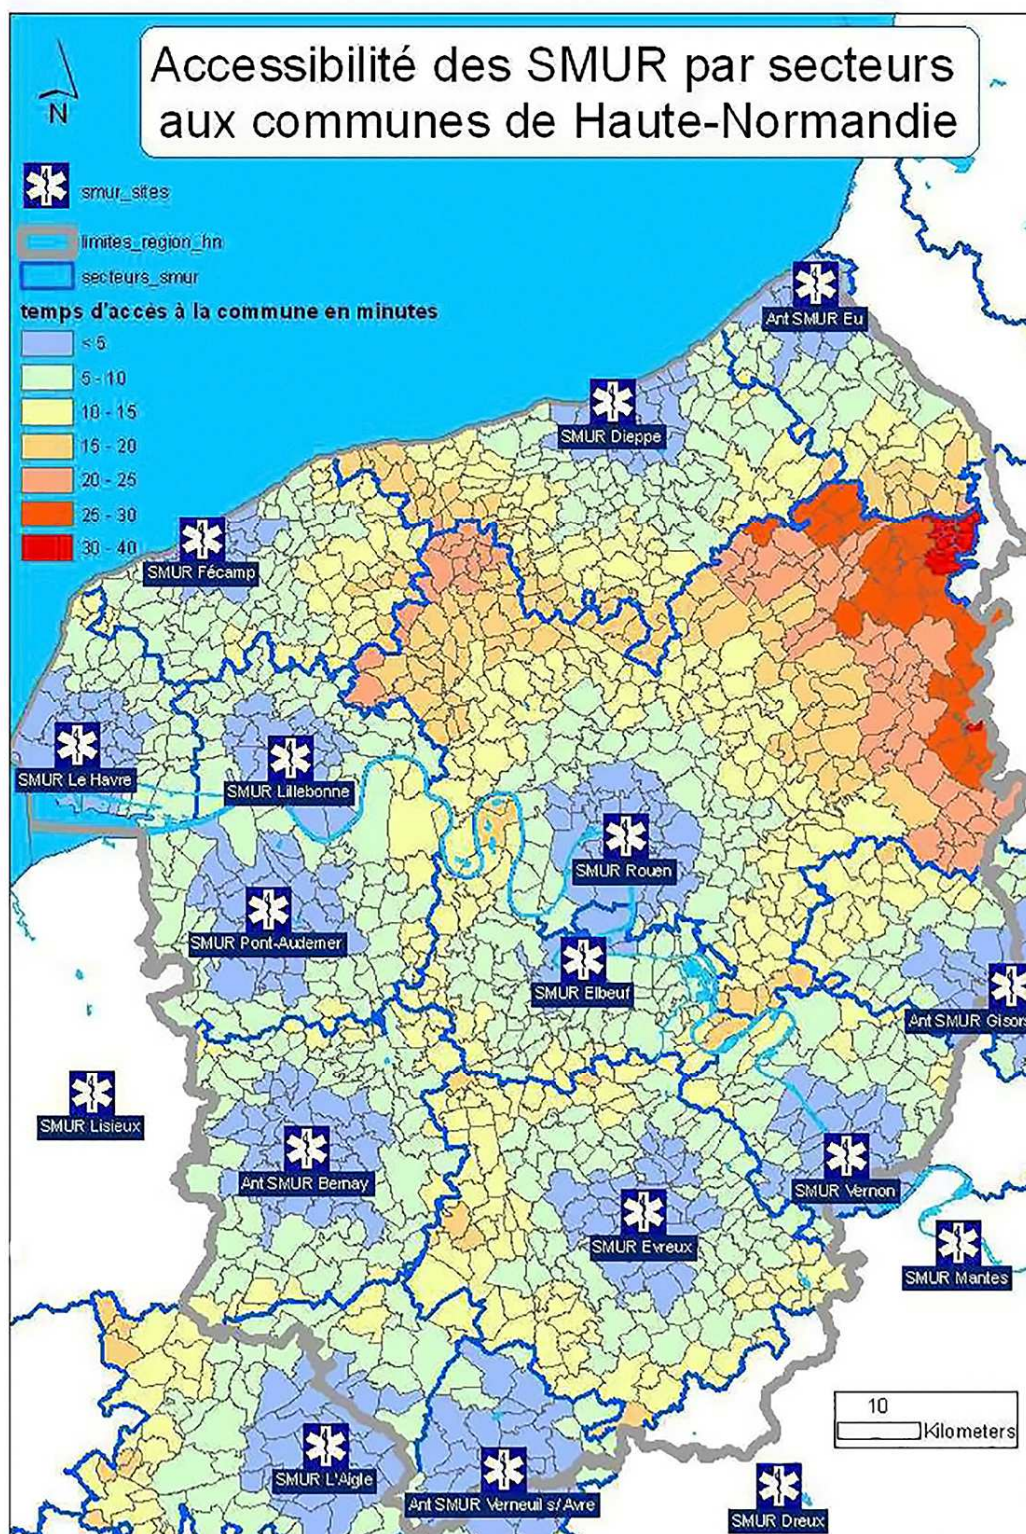 Accessibilité des SMUR par secteurs
aux communes de Haute-Normandie
N
smur_sites
limites_region_hn
secteurs_smur
temps d'accès à la commune en minutes
< 5
5 - 10
10 - 15
15 - 20
20 - 25
25 - 30
30 - 40
Ant SMUR Eu
SMUR Dieppe
SMUR Fécamp
SMUR Le Havre
SMUR Lillebonne
SMUR Rouen
SMUR Pont-Audemer
SMUR Elbeuf
Ant SMUR Gisors
SMUR Lisieux
Ant SMUR Bernay
SMUR Vernon
SMUR Evreux
SMUR Mantes
10
Kilometers
SMUR L'Aigle
Ant SMUR Verneuil s/ Avre
SMUR Dreux